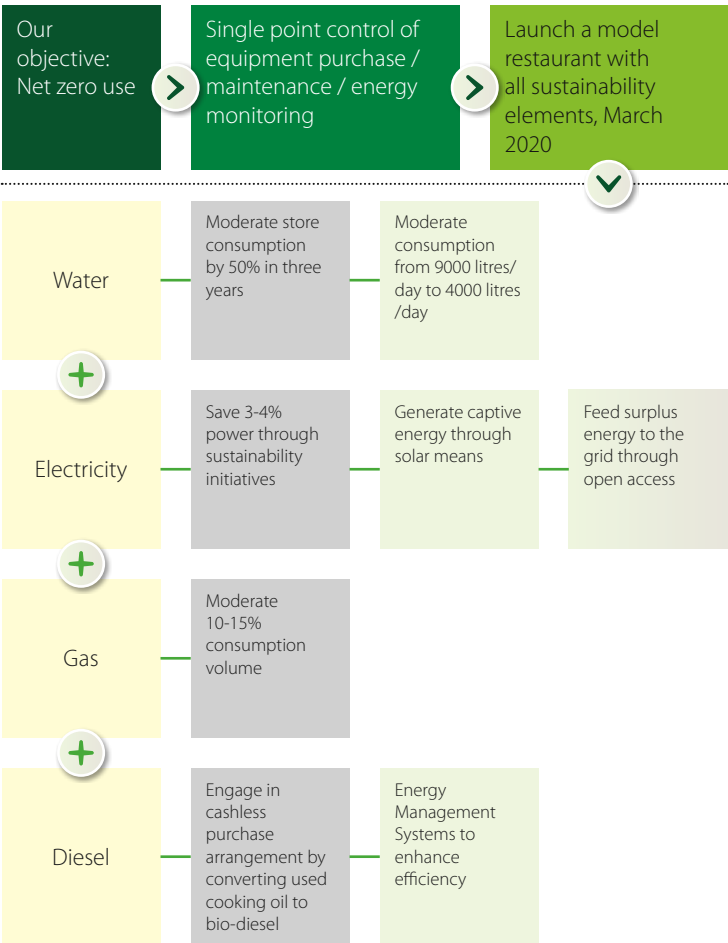 Our
objective:
Net zero use
Single point control of
equipment purchase /
maintenance / energy
monitoring
Launch a model
restaurant with
all sustainability
elements, March
2020
Water
Moderate store
consumption
by 50% in three
years
Moderate
consumption
from 9000 litres/
day to 4000 litres
/day
Electricity
Save 3-4%
power through
sustainability
initiatives
Generate captive
energy through
solar means
Feed surplus
energy to the
grid through
open access
Gas
Moderate
10-15%
consumption
volume
Diesel
Engage in
cashless
purchase
arrangement by
converting used
cooking oil to
bio-diesel
Energy
Management
Systems to
enhance
efficiency